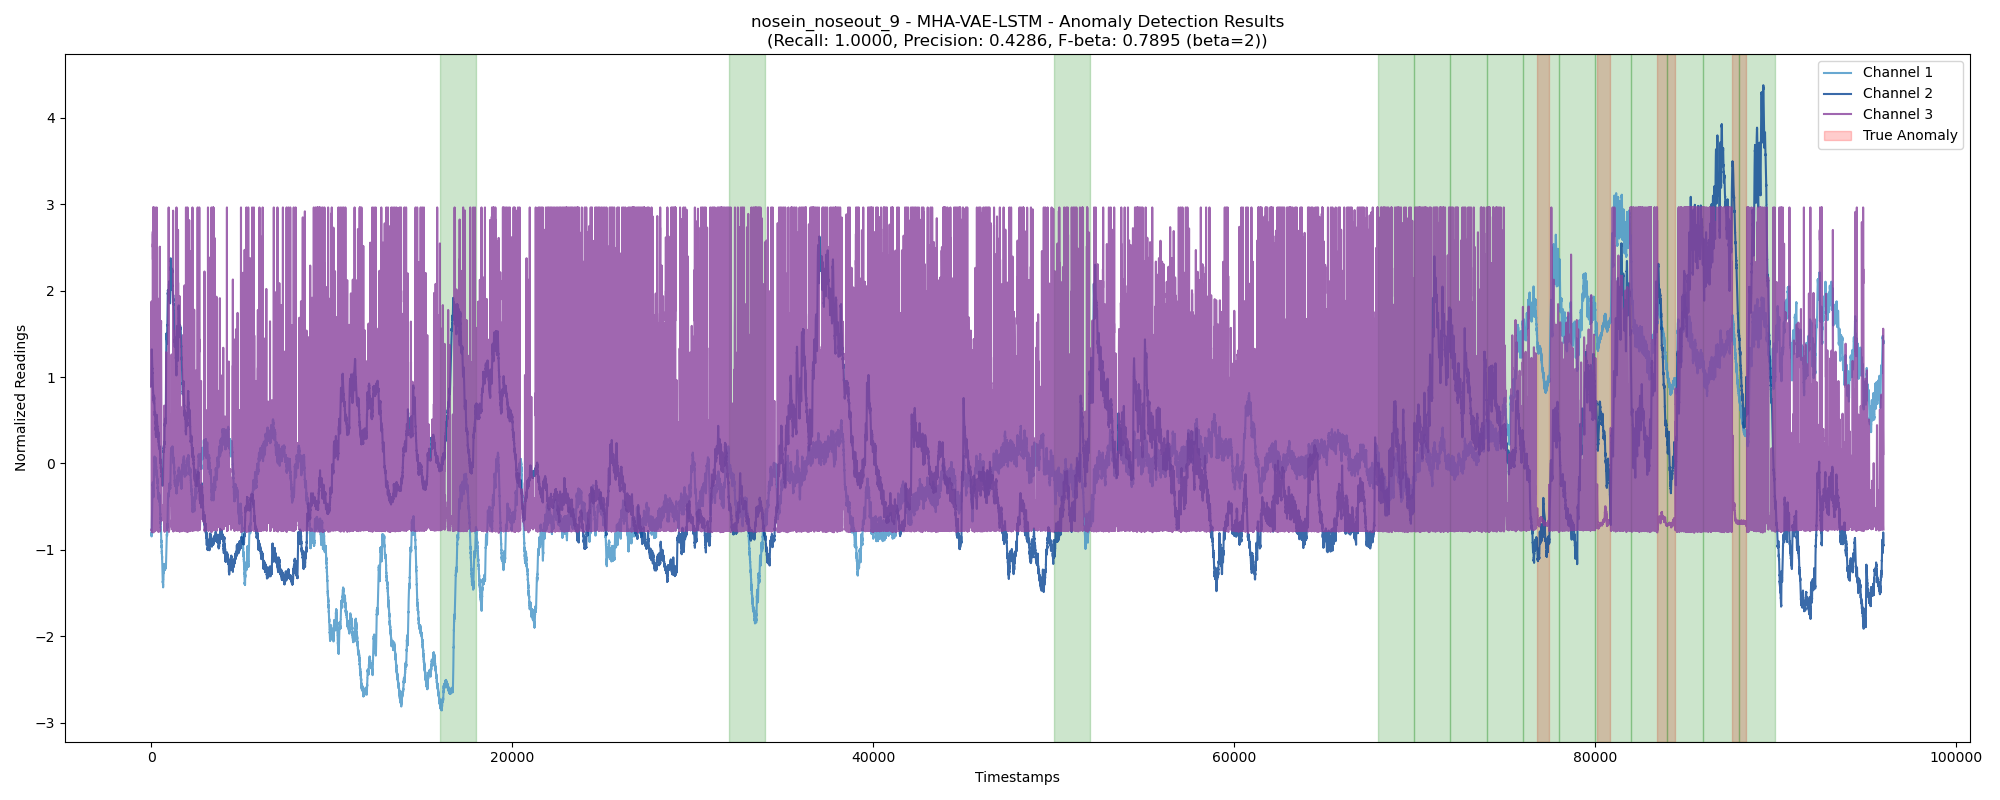 nosein_noseout_9 - MHA-VAE-LSTM - Anomaly Detection Results
(Recall: 1.0000, Precision: 0.4286, F-beta: 0.7895 (beta=2))
Channel 1
Channel 2
Channel 3
True Anomaly
Normalized Readings
4
3
2
1
0
−1
−2
−3
0
20000
40000
60000
80000
100000
Timestamps